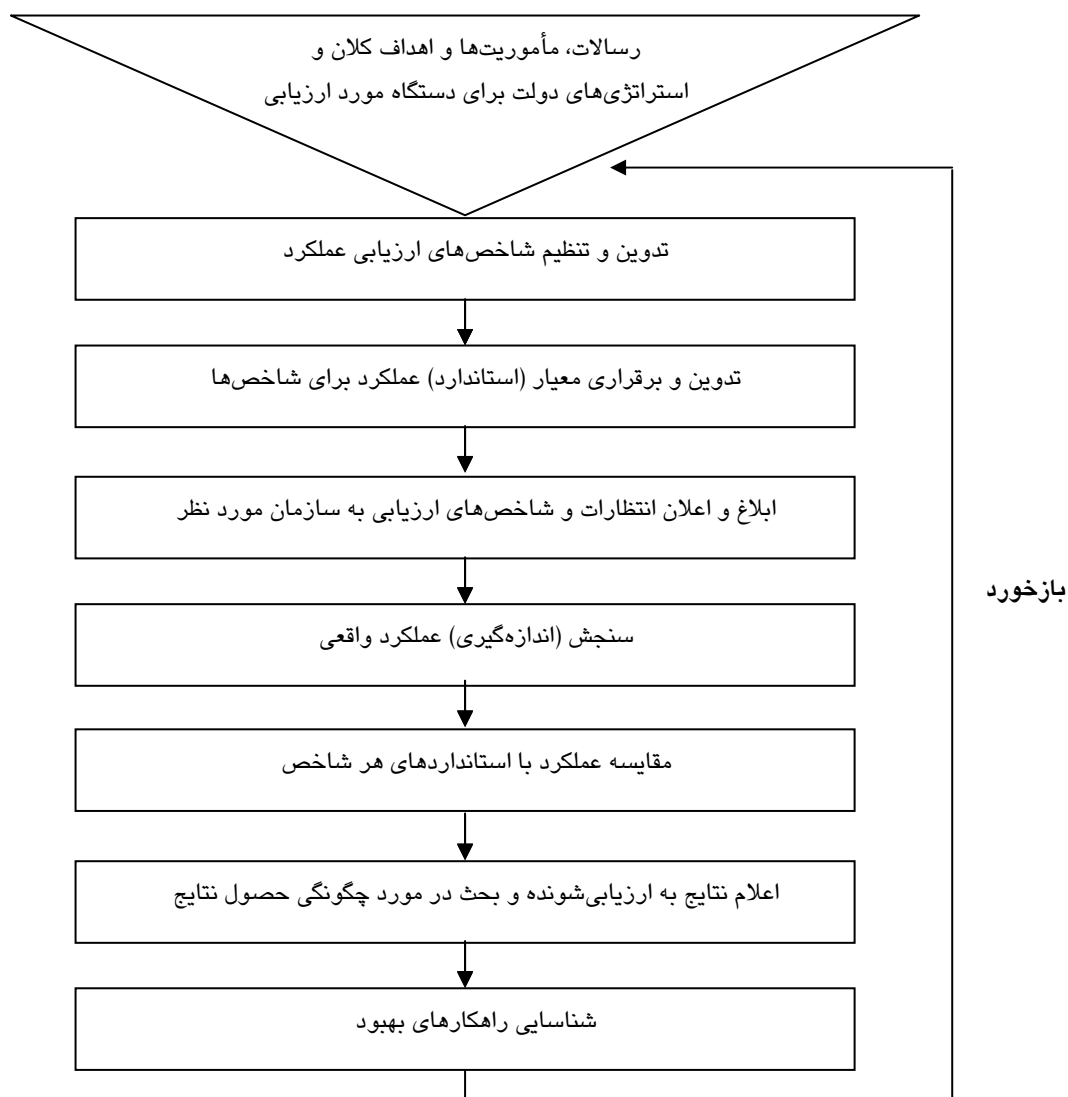 رسالات، مأموریت‌ها و اهداف کلان و
استراتژی‌های دولت برای دستگاه مورد ارزیابی
تدوین و تنظیم شاخص‌های ارزیابی عملکرد
تدوین و برقراری معیار (استاندارد) عملکرد برای شاخص‌ها
ابلاغ و اعلان انتظارات و شاخص‌های ارزیابی به سازمان مورد نظر
بازخورد
سنجش (اندازه‌گیری) عملکرد واقعی
مقایسه عملکرد با استانداردهای هر شاخص
اعلام نتایج به ارزیابی‌شونده و بحث در مورد چگونگی حصول نتایج
شناسایی راهکارهای بهبود